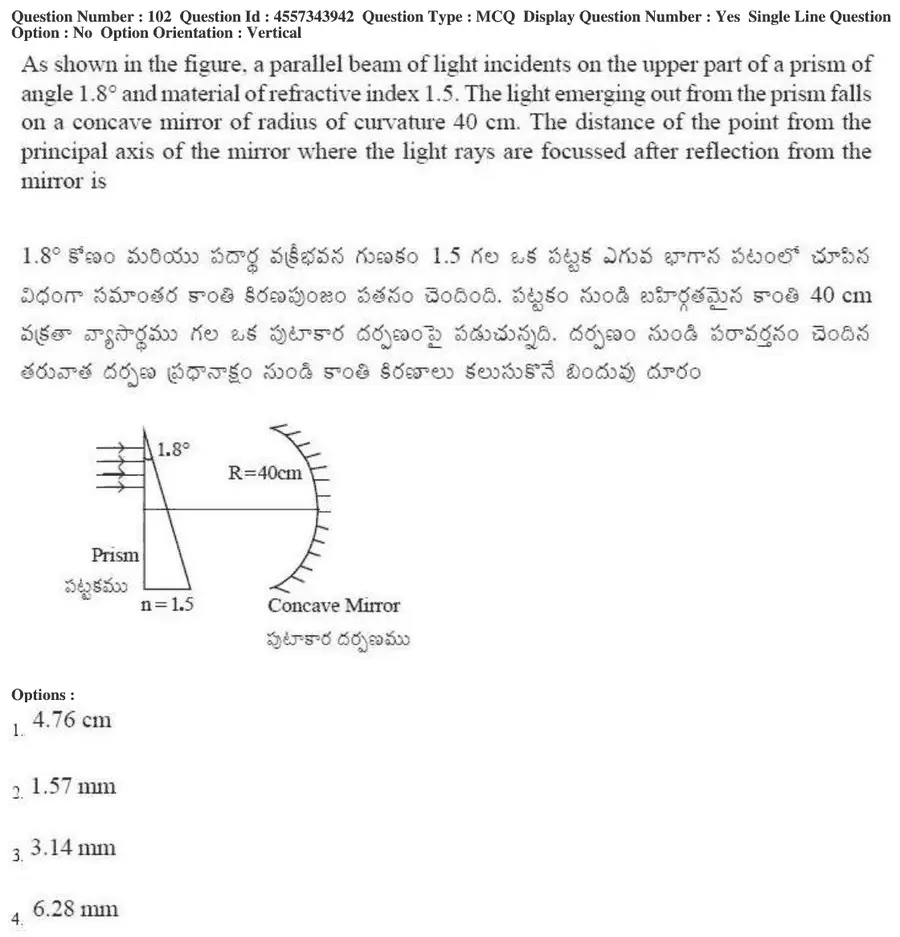 Question Number : 102 Question Id : 4557343942 Question Type : MCQ Display Question Number : Yes Single Line Question
Option : No Option Orientation : Vertical
As shown in the figure, a parallel beam of light incidents on the upper part of a prism of
angle 1.8° and material of refractive index 1.5. The light emerging out from the prism falls
on a concave mirror of radius of curvature 40 cm. The distance of the point from the
principal axis of the mirror where the light rays are focussed after reflection from the
mirror is
1.8° కోణం మరియు పదార్థ వక్రీభవన గుణకం 1.5 గల ఒక పట్టక ఎగువ భాగాన పటంలో చూపిన
విధంగా సమాంతర కాంతి కిరణపుంజం పతనం చెందింది. పట్టకం నుండి బహిర్గతమైన కాంతి 40 cm
వక్రతా వ్యాసార్థము గల ఒక పుటాకార దర్పణంపై పడుచున్నది. దర్పణం నుండి పరావర్తనం చెందిన
తరువాత దర్పణ ప్రధానాక్షం నుండి కాంతి కిరణాలు కలుసుకొనే బిందువు దూరం
1.8°
R=40cm
Prism
పట్టకము
n=1.5
Concave Mirror
పుటాకార దర్పణము
Options :
1. 4.76 cm
2. 1.57 mm
3. 3.14 mm
4. 6.28 mm